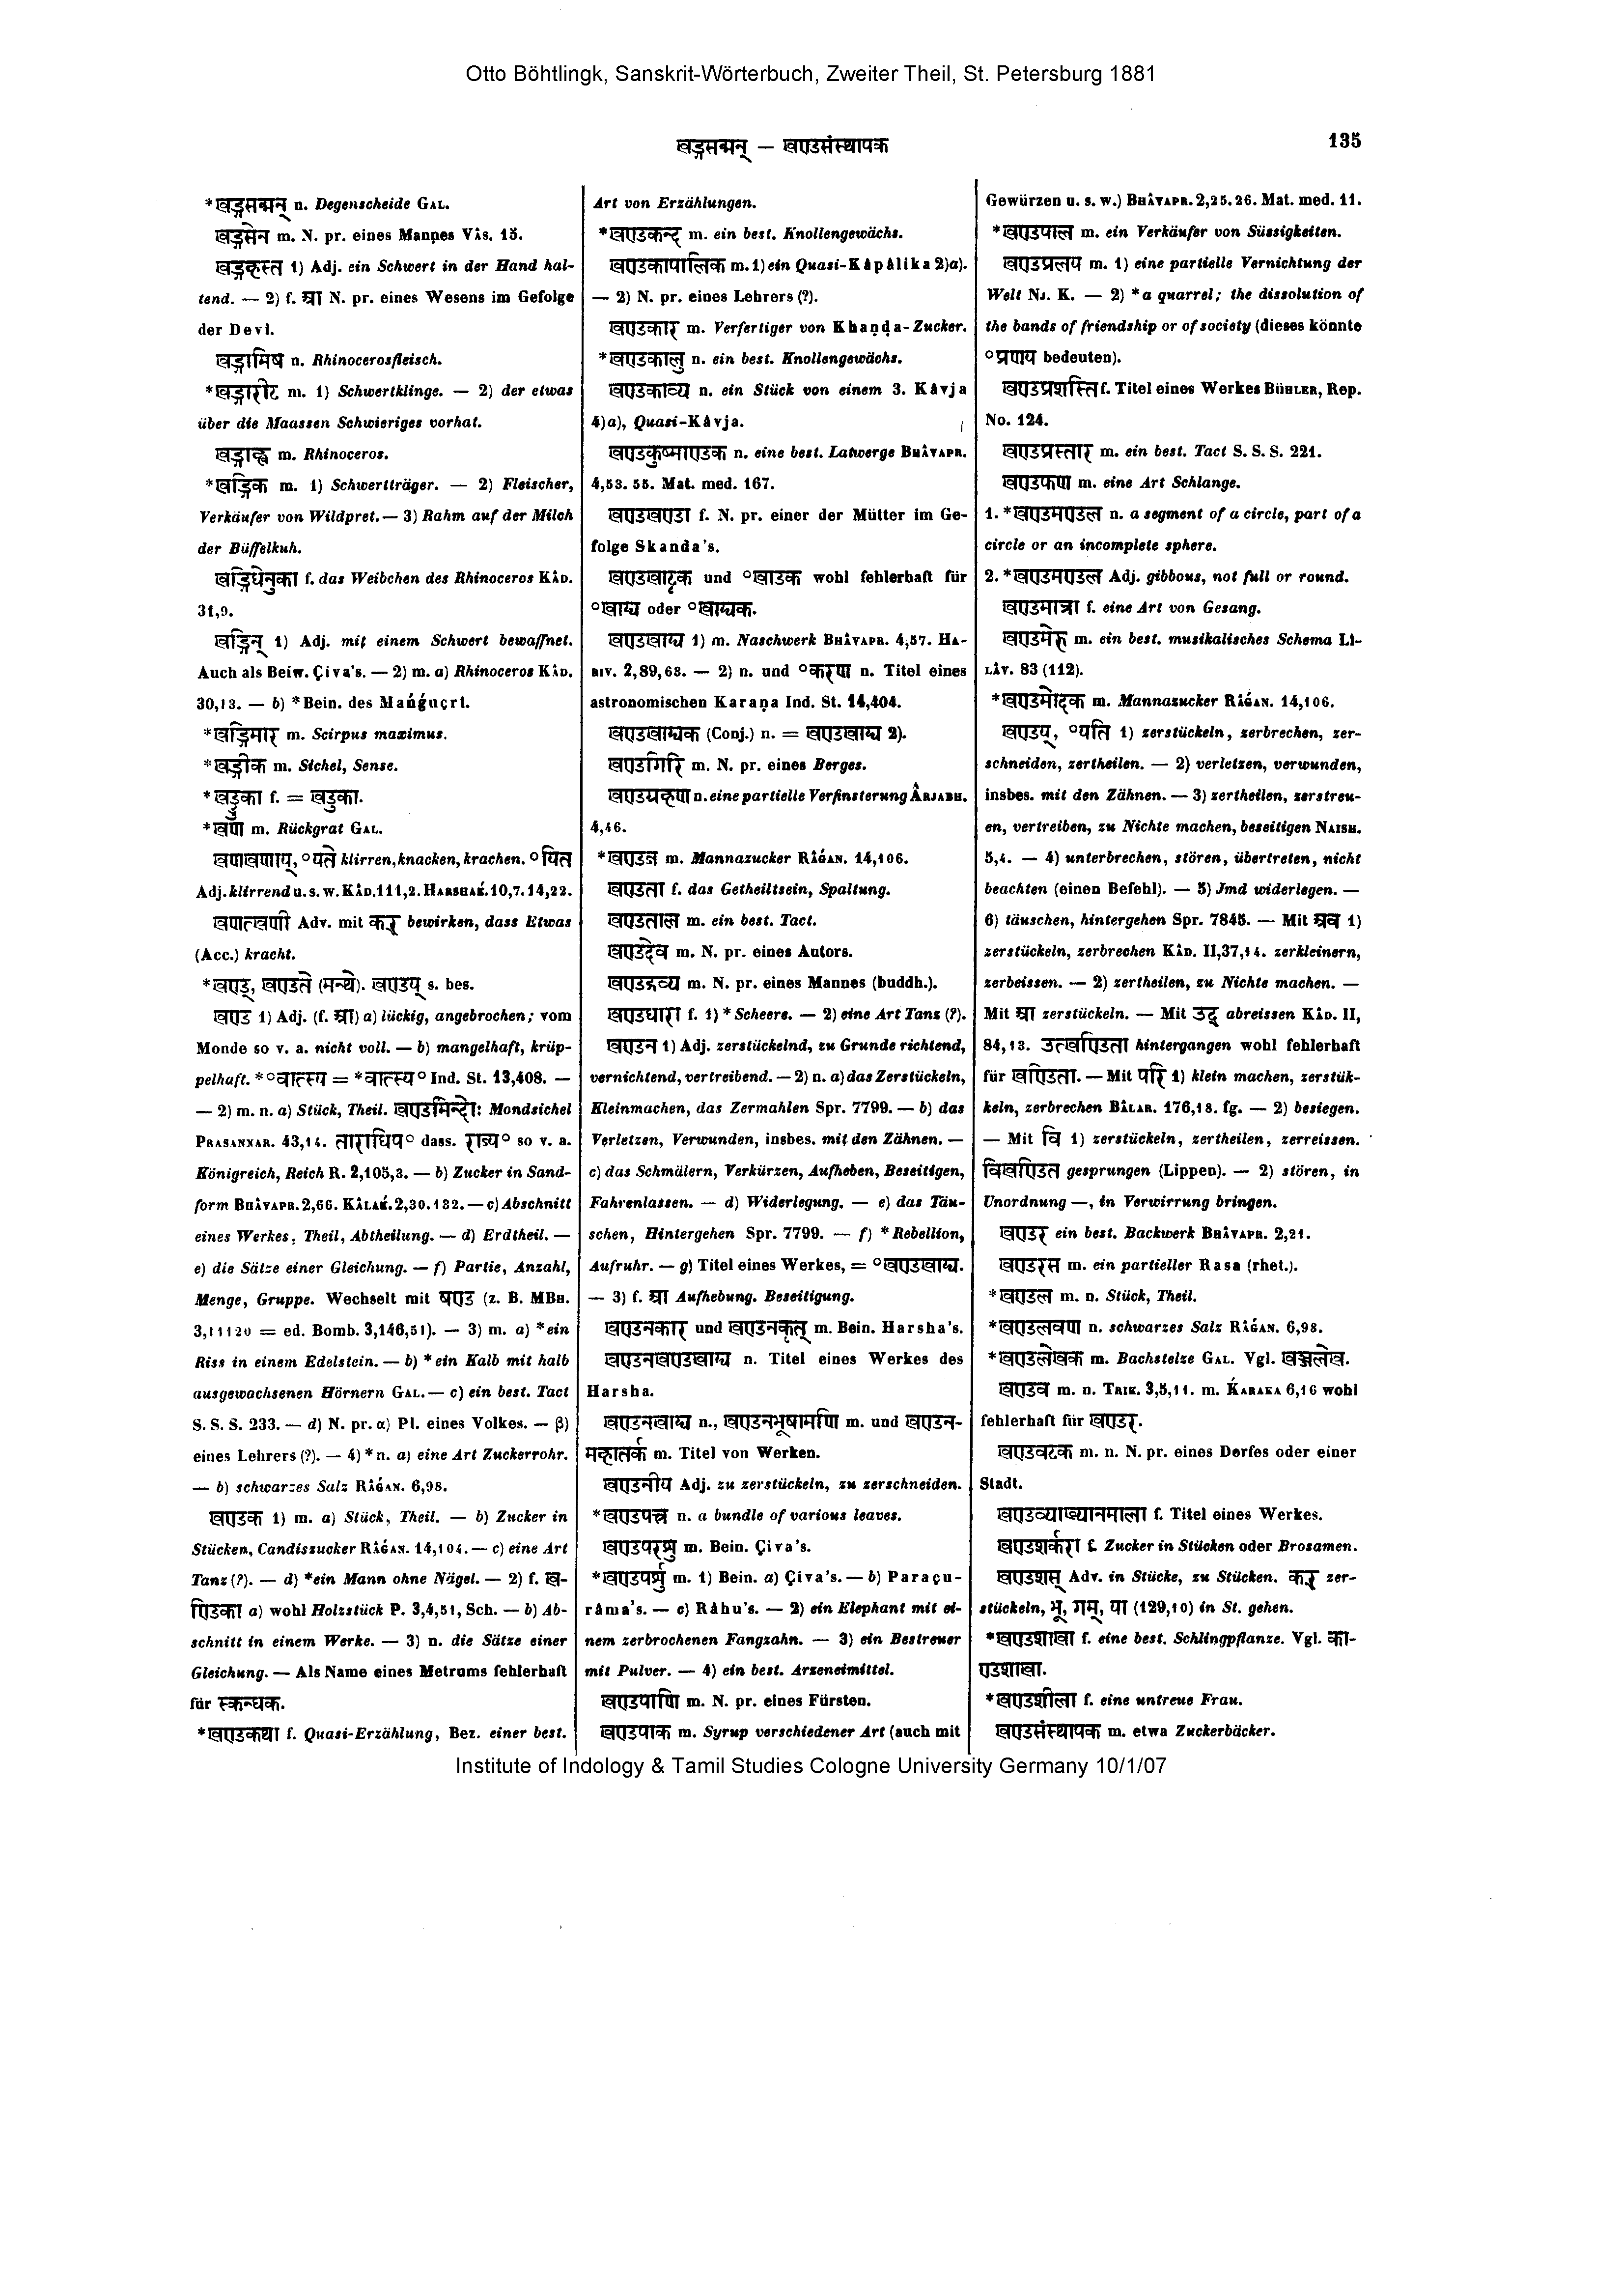 Otto Böhtlingk, Sanskrit-Wörterbuch, Zweiter Theil, St. Petersburg 1881
खड्गसद्मन् — खण्डसंस्थापक
135
*खड्गसद्मन् n. Degenscheide GAL.
खड्गसेन m. N. pr. eines Mannes VÂS. 15.
खड्गहस्त 1) Adj. ein Schwert in der Hand hal-
tend. — 2) f. आ N. pr. eines Wesens im Gefolge
der Devî.
खड्गामिष n. Rhinocerosfleisch.
*खड्गारीट m. 1) Schwertklinge. — 2) der etwas
über die Maassen Schwieriges vorhat.
खड्गाह्व m. Rhinoceros.
*खड्गिक m. 1) Schwertträger. — 2) Fleischer,
Verkäufer von Wildpret. — 3) Rahm auf der Milch
der Büffelkuh.
खड्गिधेनुका f. das Weibchen des Rhinoceros KÂD.
31,9.
खड्गिन् 1) Adj. mit einem Schwert bewaffnet.
Auch als Beiw. Çiva's. — 2) m. a) Rhinoceros KÂD.
30,13. — b) *Bein. des Mańǵuçrî.
*खड्गिमार m. Scirpus maximus.
*खड्गीक m. Sichel, Sense.
*खड्डुका f. = खडुका.
*खण m. Rückgrat GAL.
खणखणाय्, °यते klirren, knacken, krachen. °यित
Adj. klirrend u. s. w. KÂD. 111,2. HARSHAḰ. 10,7. 14,22.
खणत्खणी Adv. mit कर् bewirken, dass Etwas
(Acc.) kracht.
*खण्ड्, खण्डते (मन्थे). खण्डय् s. bes.
खण्ड 1) Adj. (f. आ) a) lückig, angebrochen; vom
Monde so v. a. nicht voll. — b) mangelhaft, krüp-
pelhaft. *°वात्स्य = *वात्स्य° Ind. St. 13,408. —
— 2) m. n. a) Stück, Theil. खण्डमिन्दोः Mondsichel
PRASANNAR. 43,14. ताराधिप° dass. राज्य° so v. a.
Königreich, Reich R. 2,105,3. — b) Zucker in Sand-
form BHÂVAPR. 2,66. KÂLAḰ. 2,30. 132. — c) Abschnitt
eines Werkes, Theil, Abtheilung. — d) Erdtheil. —
e) die Sätze einer Gleichung. — f) Partie, Anzahl,
Menge, Gruppe. Wechselt mit षण्ड (z. B. MBH.
3,11120 = ed. Bomb. 3,146,51). — 3) m. a) *ein
Riss in einem Edelstein. — b) *ein Kalb mit halb
ausgewachsenen Hörnern GAL. — c) ein best. Tact
S. S. S. 233. — d) N. pr. α) Pl. eines Volkes. — β)
eines Lehrers (?). — 4) *n. a) eine Art Zuckerrohr.
— b) schwarzes Salz RÂǴAN. 6,98.
खण्डक 1) m. a) Stück, Theil. — b) Zucker in
Stücken, Candiszucker RÂǴAN. 14,104. — c) eine Art
Tanz (?). — d) *ein Mann ohne Nägel. — 2) f. ख-
ण्डिका a) wohl Holzstück P. 3,4,51, Sch. — b) Ab-
schnitt in einem Werke. — 3) n. die Sätze einer
Gleichung. — Als Name eines Metrums fehlerhaft
für स्कन्धक.
*खण्डकथा f. Quasi-Erzählung, Bez. einer best.
Art von Erzählungen.
*खण्डकन्द m. ein best. Knollengewächs.
खण्डकापालिक m. 1) ein Quasi-Kâpâlika 2)a).
— 2) N. pr. eines Lehrers (?).
खण्डकार m. Verfertiger von Khaṇḍa-Zucker.
*खण्डकालु n. ein best. Knollengewächs.
खण्डकाव्य n. ein Stück von einem 3. Kâvja
4)a), Quasi-Kâvja.
खण्डकुष्माण्डक n. eine best. Latwerge BHÂVAPR.
4,53. 55. Mat. med. 167.
खण्डखण्डा f. N. pr. einer der Mütter im Ge-
folge Skanda's.
खण्डखाटृक und °खाडक wohl fehlerhaft für
°खाद्य oder °खाद्यक.
खण्डखाद्य 1) m. Naschwerk BHÂVAPR. 4,57. HA-
RIV. 2,89,63. — 2) n. und °करण n. Titel eines
astronomischen Karaṇa Ind. St. 14,404.
खण्डखाद्यक (Conj.) n. = खण्डखाद्य 2).
खण्डगिरि m. N. pr. eines Berges.
खण्डग्रहण n. eine partielle Verfinsterung ÂRJABH.
4,46.
*खण्डज m. Mannazucker RÂǴAN. 14,106.
खण्डता f. das Getheiltsein, Spaltung.
खण्डताल m. ein best. Tact.
खण्डदेव m. N. pr. eines Autors.
खण्डद्रव्य m. N. pr. eines Mannes (buddh.).
खण्डधारा f. 1) *Scheere. — 2) eine Art Tanz (?).
खण्डन 1) Adj. zerstückelnd, zu Grunde richtend,
vernichtend, vertreibend. — 2) n. a) das Zerstückeln,
Kleinmachen, das Zermahlen Spr. 7799. — b) das
Verletzen, Verwunden, insbes. mit den Zähnen. —
c) das Schmälern, Verkürzen, Aufheben, Beseitigen,
Fahrenlassen. — d) Widerlegung. — e) das Täu-
schen, Hintergehen Spr. 7799. — f) *Rebellion,
Aufruhr. — g) Titel eines Werkes, = °खण्डखाद्य.
— 3) f. आ Aufhebung. Beseitigung.
खण्डनकार und खण्डनकृत् m. Bein. Harsha's.
खण्डनखण्डखाद्य n. Titel eines Werkes des
Harsha.
खण्डनखाद्य n., खण्डनभूषामणि m. und खण्डन-
महातर्क m. Titel von Werken.
खण्डनीय Adj. zu zerstückeln, zu zerschneiden.
*खण्डपत्त्र n. a bundle of various leaves.
खण्डपरशु m. Bein. Çiva's.
*खण्डपर्शु m. 1) Bein. a) Çiva's. — b) Paraçu-
râma's. — c) Râhu's. — 2) ein Elephant mit ei-
nem zerbrochenen Fangzahn. — 3) ein Bestreuer
mit Pulver. — 4) ein best. Arzeneimittel.
खण्डपाणि m. N. pr. eines Fürsten.
खण्डपाक m. Syrup verschiedener Art (auch mit
Gewürzen u. s. w.) BHÂVAPR. 2,25. 26. Mat. med. 11.
*खण्डपाल m. ein Verkäufer von Süssigkeiten.
खण्डप्रलय m. 1) eine partielle Vernichtung der
Welt NJ. K. — 2) *a quarrel; the dissolution of
the bands of friendship or of society (dieses könnte
°प्रणय bedeuten).
खण्डप्रशस्ति f. Titel eines Werkes BÜHLER, Rep.
No. 124.
खण्डप्रस्तार m. ein best. Tact S. S. S. 221.
खण्डफण m. eine Art Schlange.
1. *खण्डमण्डल n. a segment of a circle, part of a
circle or an incomplete sphere.
2. *खण्डमण्डल Adj. gibbous, not full or round.
खण्डमात्रा f. eine Art von Gesang.
खण्डमेरु m. ein best. musikalisches Schema LÎ-
LÂV. 83 (112).
*खण्डमोदक m. Mannazucker RÂǴAN. 14,106.
खण्डय्, °यति 1) zerstückeln, zerbrechen, zer-
schneiden, zertheilen. — 2) verletzen, verwunden,
insbes. mit den Zähnen. — 3) zertheilen, zerstreu-
en, vertreiben, zu Nichte machen, beseitigen NAISH.
5,4. — 4) unterbrechen, stören, übertreten, nicht
beachten (einen Befehl). — 5) Jmd widerlegen. —
6) täuschen, hintergehen Spr. 7845. — Mit अव 1)
zerstückeln, zerbrechen KÂD. II,37,14. zerkleinern,
zerbeissen. — 2) zertheilen, zu Nichte machen. —
Mit आ zerstückeln. — Mit उद् abreissen KÂD. II,
84,13. उत्खण्डिता hintergangen wohl fehlerhaft
für खण्डिता. — Mit परि 1) klein machen, zerstük-
keln, zerbrechen BÂLAR. 176,18. fg. — 2) besiegen.
— Mit वि 1) zerstückeln, zertheilen, zerreissen.
विखण्डित gesprungen (Lippen). — 2) stören, in
Unordnung —, in Verwirrung bringen.
खण्डर ein best. Backwerk BHÂVAPR. 2,21.
खण्डरस m. ein partieller Rasa (rhet.).
*खण्डल m. n. Stück, Theil.
*खण्डलवण n. schwarzes Salz RÂǴAN. 6,98.
*खण्डलेखक m. Bachstelze GAL. Vgl. खञ्जलेख.
खण्डव m. n. TRIK. 3,5,11. m. ḰARAKA 6,16 wohl
fehlerhaft für खण्डर.
खण्डवटक m. n. N. pr. eines Dorfes oder einer
Stadt.
खण्डव्याख्यानमाला f. Titel eines Werkes.
खण्डशर्करा f. Zucker in Stücken oder Brosamen.
खण्डशस् Adv. in Stücke, zu Stücken. कर् zer-
stückeln, भू, गम्, या (129,10) in St. gehen.
*खण्डशाखा f. eine best. Schlingpflanze. Vgl. का-
ण्डशाखा.
*खण्डशीला f. eine untreue Frau.
खण्डसंस्थापक m. etwa Zuckerbäcker.
Institute of Indology & Tamil Studies Cologne University Germany 10/1/07